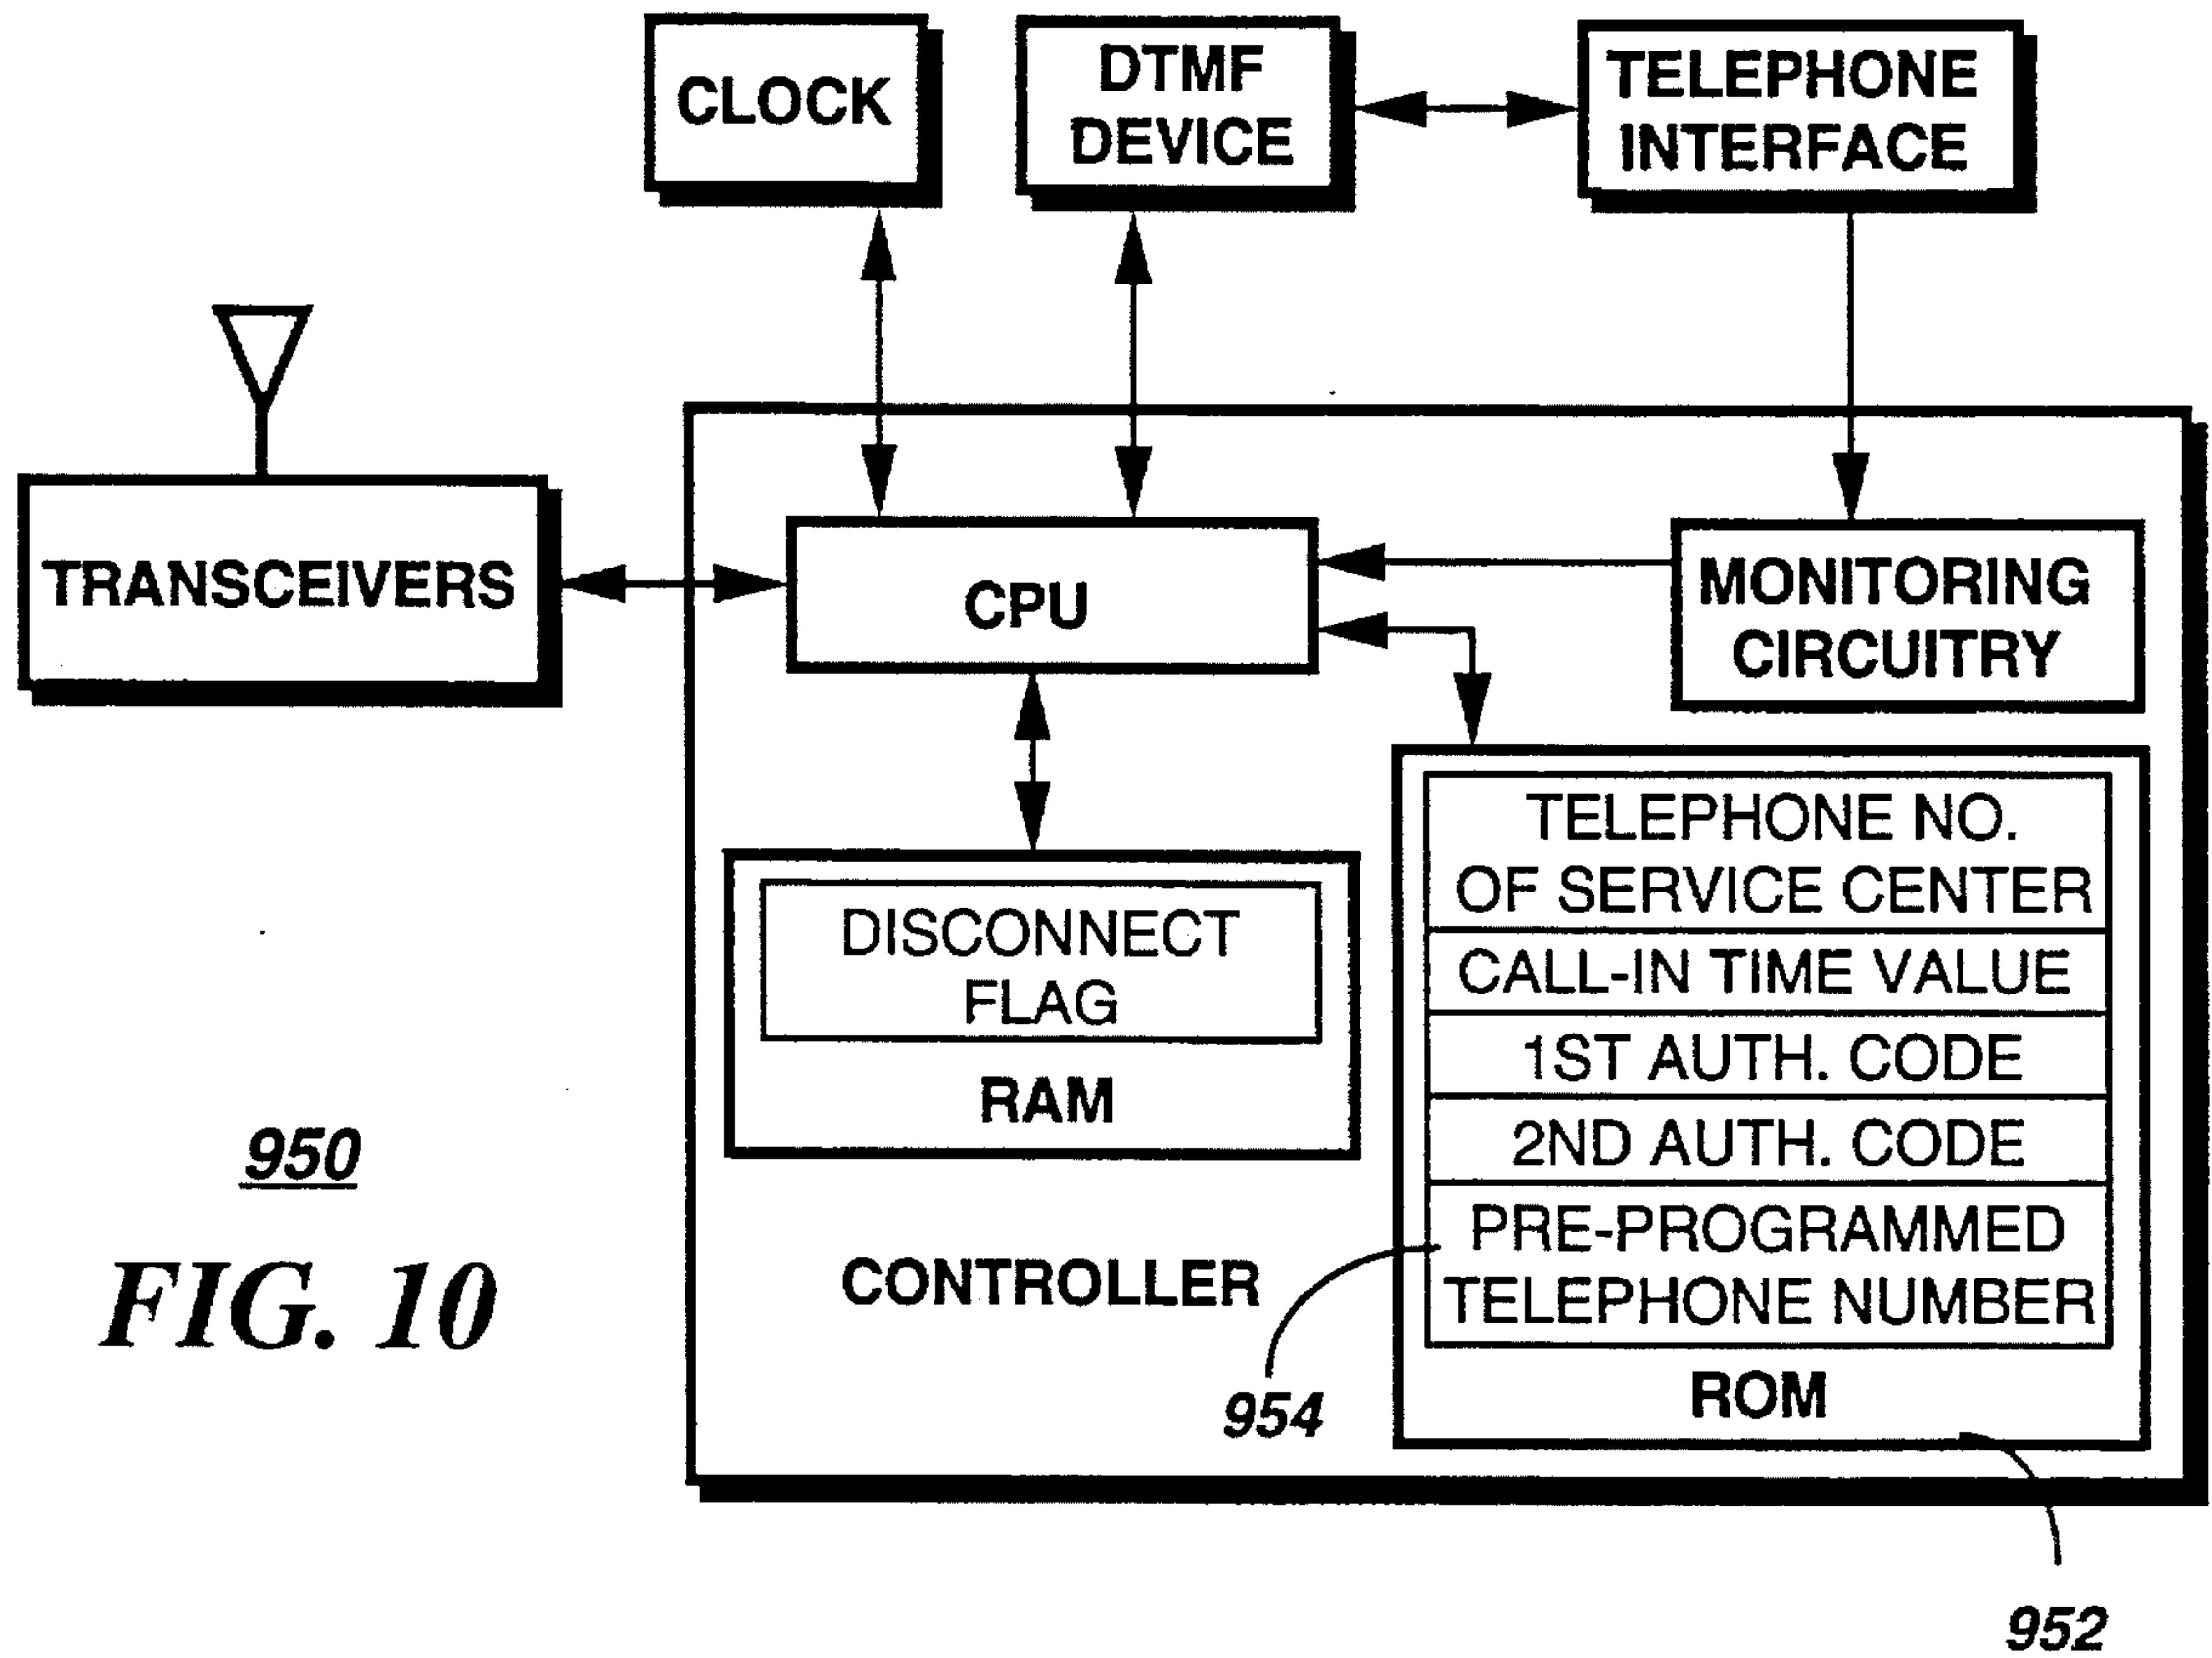 CLOCK
DTMF
DEVICE
TELEPHONE
INTERFACE
TRANSCEIVERS
CPU
MONITORING
CIRCUITRY
DISCONNECT
FLAG
RAM
TELEPHONE NO.
OF SERVICE CENTER
CALL-IN TIME VALUE
1ST AUTH. CODE
2ND AUTH. CODE
PRE-PROGRAMMED
TELEPHONE NUMBER
ROM
CONTROLLER
954
952
950
FIG. 10